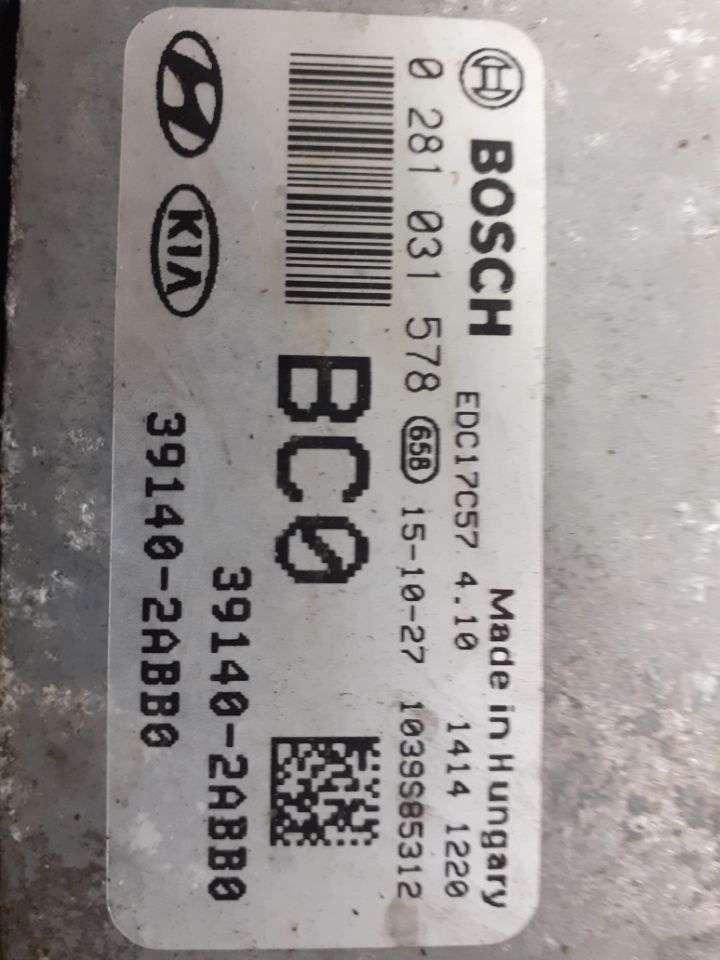 BOSCH
Made in Hungary
EDC17C57 4.10 1414 1220
0 281 031 578 65B 15-10-27 1039S85312
BC0
39140-2ABB0
KIA
39140-2ABB0